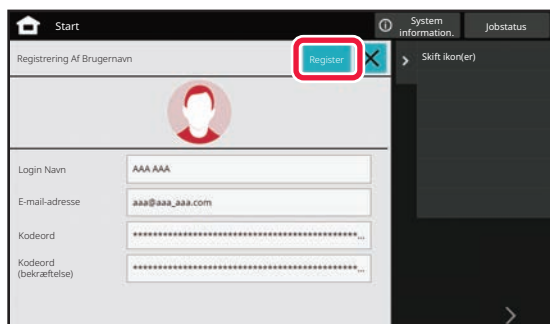 Start
System
information.
Jobstatus
Registrering Af Brugernavn
Register
Skift ikon(er)
Login Navn
AAA AAA
E-mail-adresse
aaa@aaa_aaa.com
Kodeord
************************************************...
Kodeord
(bekræftelse)
************************************************...